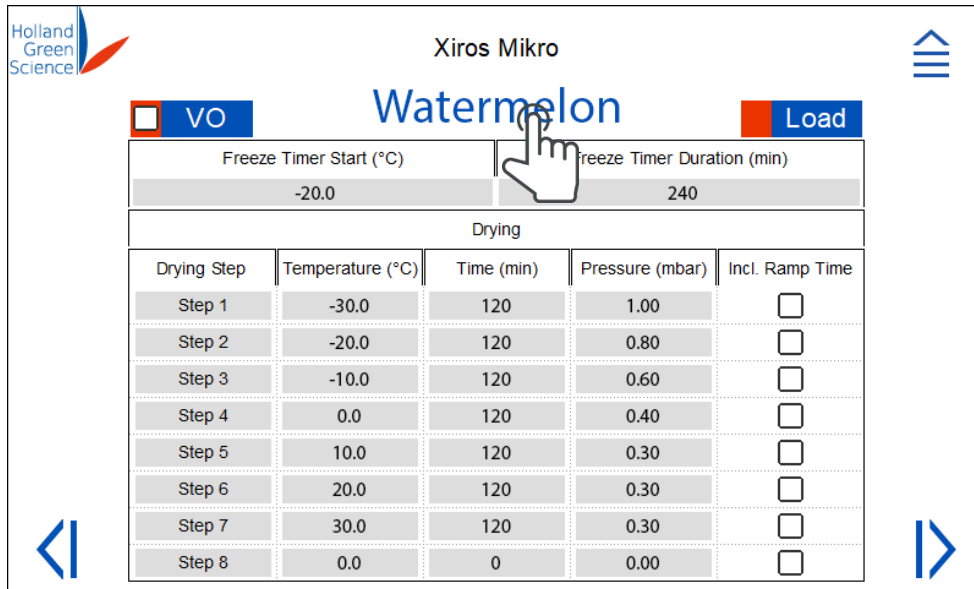 Holland
Green
Science
Xiros Mikro
Watermelon
VO
Load
Freeze Timer Start (°C) Freeze Timer Duration (min)
-20.0 240
Drying
Drying Step Temperature (°C) Time (min) Pressure (mbar) Incl. Ramp Time
Step 1 -30.0 120 1.00
Step 2 -20.0 120 0.80
Step 3 -10.0 120 0.60
Step 4 0.0 120 0.40
Step 5 10.0 120 0.30
Step 6 20.0 120 0.30
Step 7 30.0 120 0.30
Step 8 0.0 0 0.00